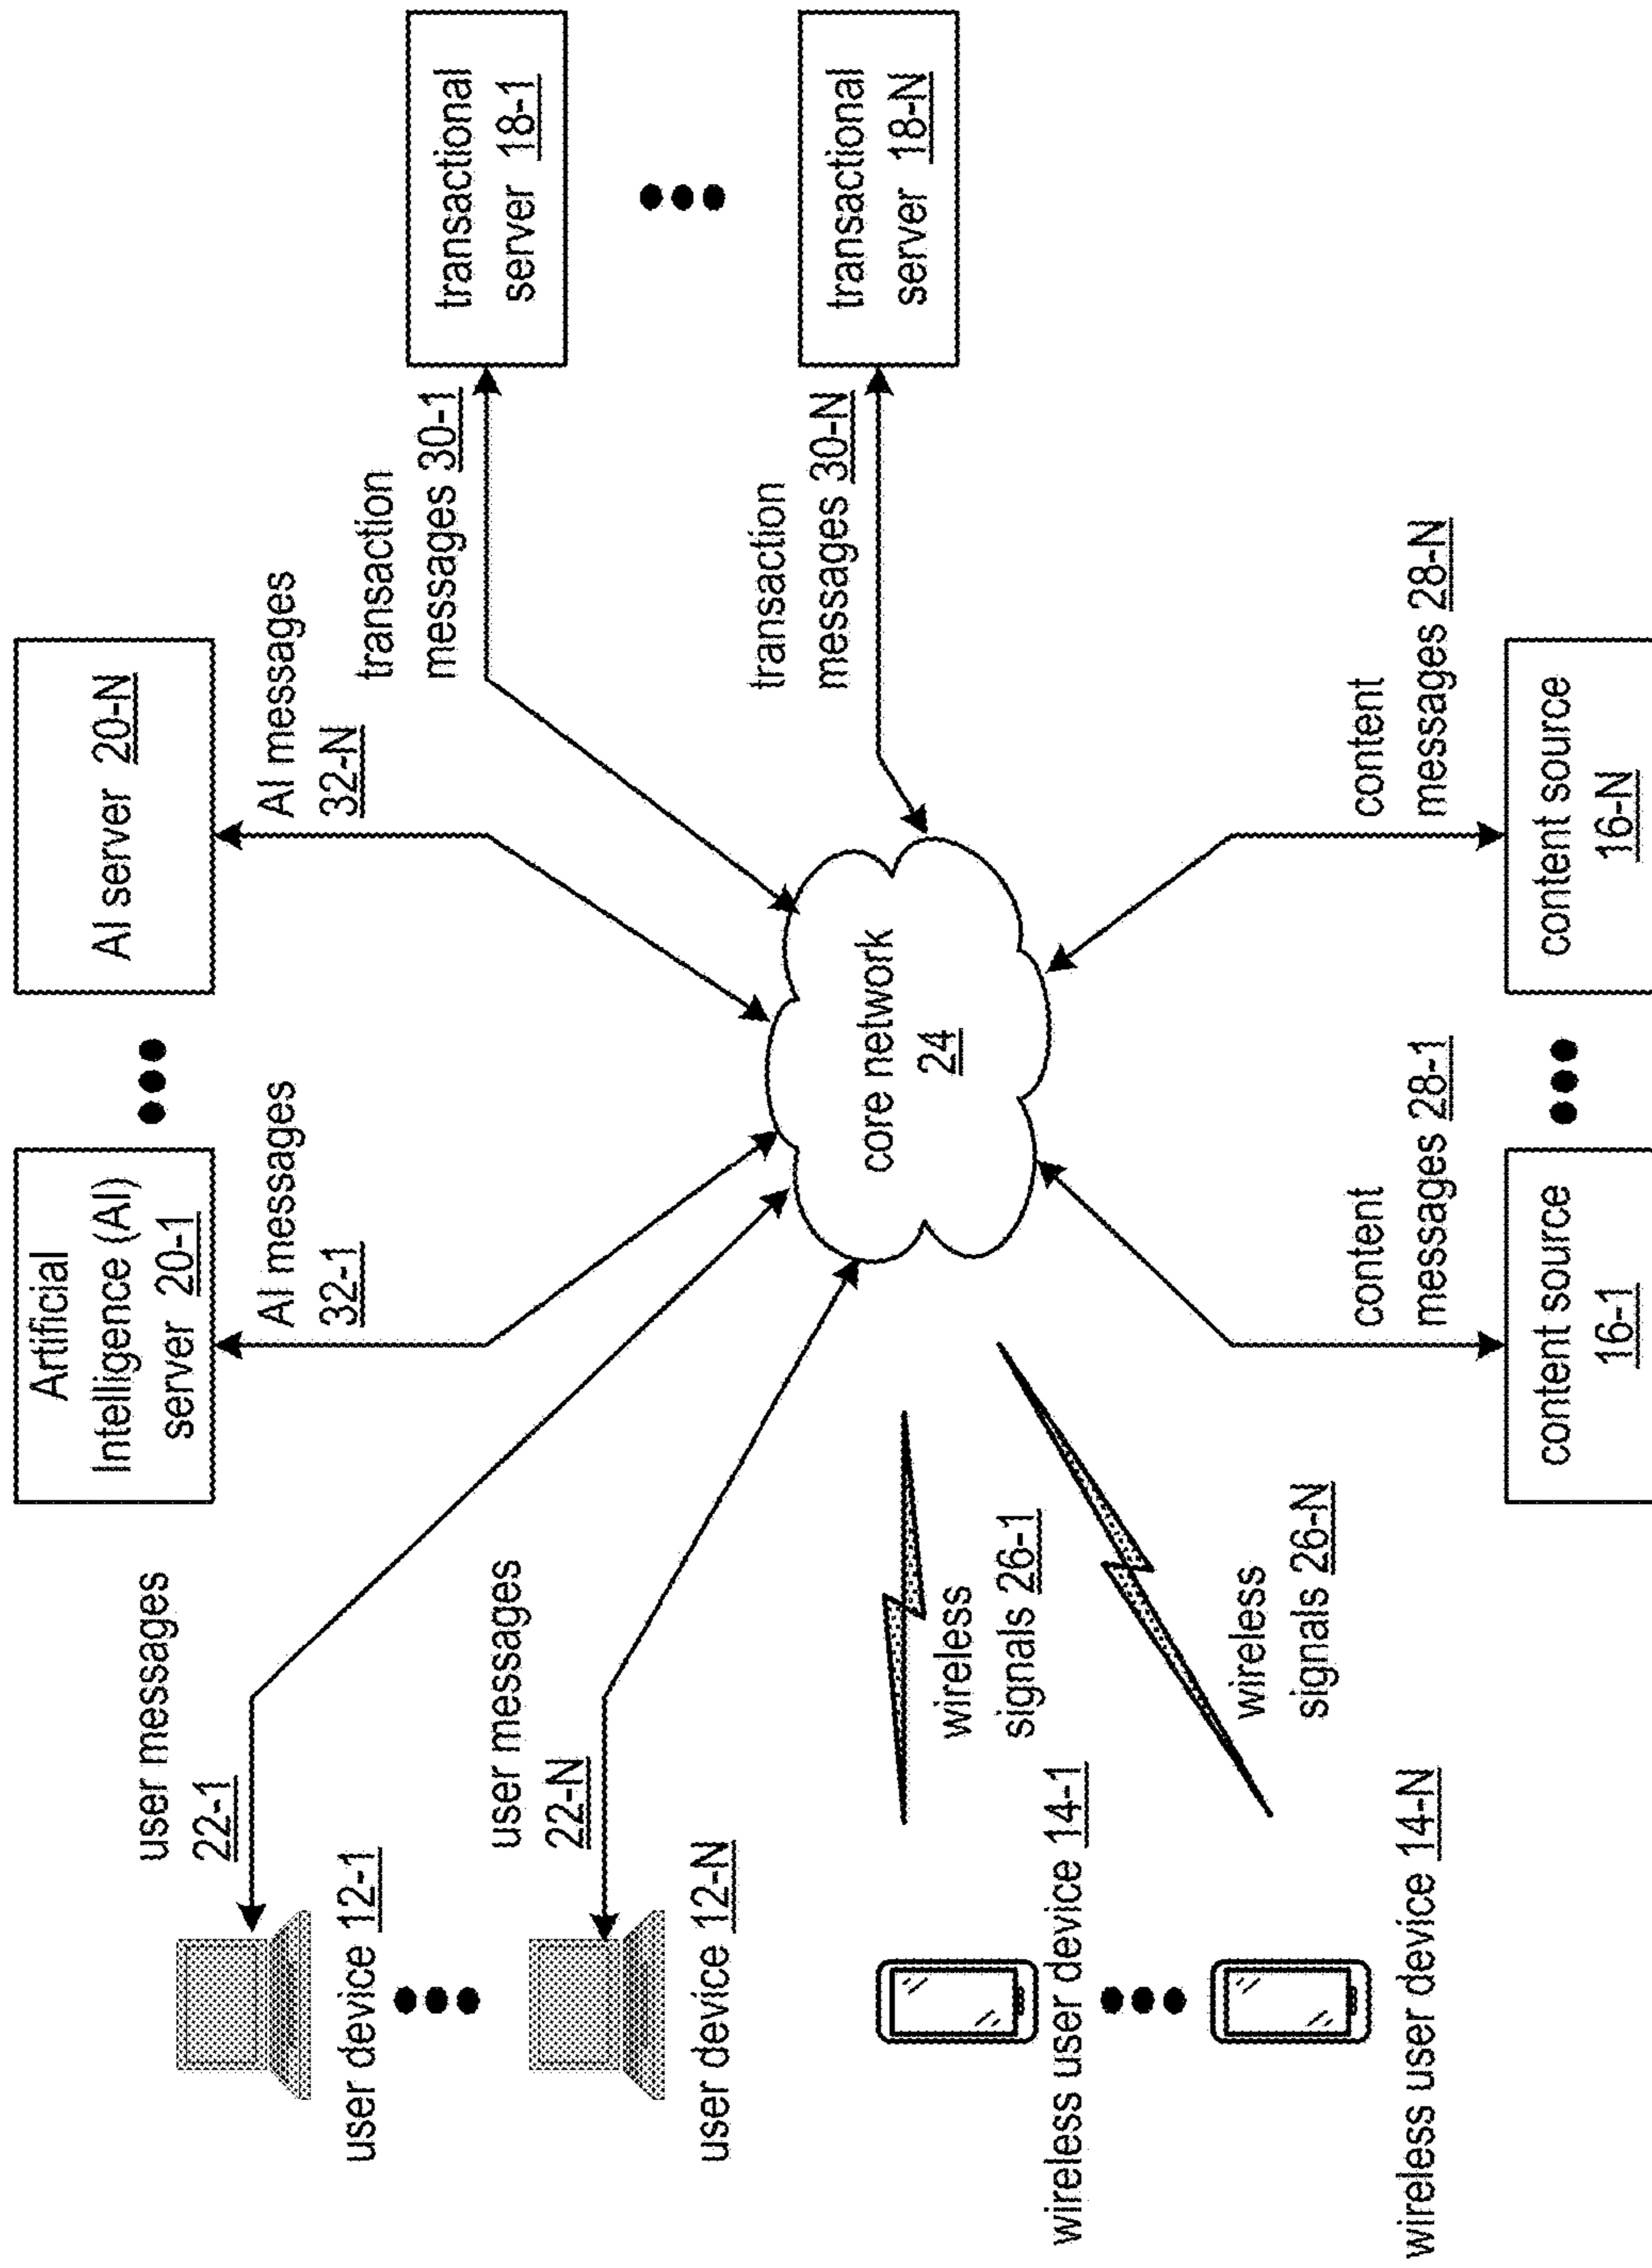 Artificial
Intelligence (AI)
server 20-1
AI server 20-N
AI messages
32-1
AI messages
32-N
user messages
22-1
user device 12-1
user messages
22-N
user device 12-N
transaction
messages 30-1
transactional
server 18-1
transaction
messages 30-N
transactional
server 18-N
core network
24
wireless
signals 26-1
wireless user device 14-1
wireless
signals 26-N
wireless user device 14-N
content
messages 28-1
content
messages 28-N
content source
16-1
content source
16-N